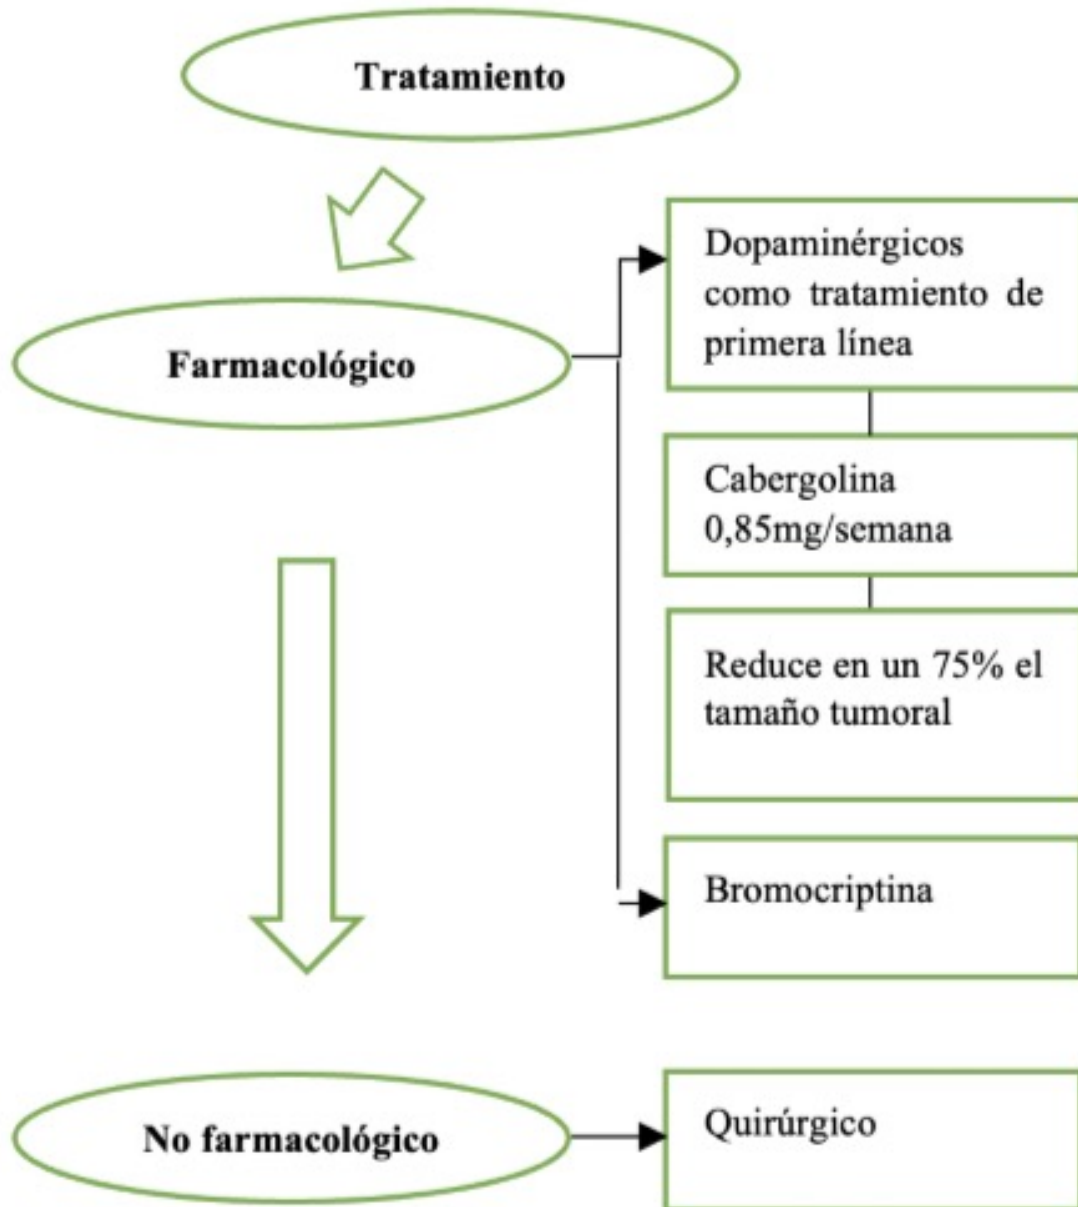 Tratamiento
Farmacológico
Dopaminérgicos
como tratamiento de
primera línea
Cabergolina
0,85mg/semana
Reduce en un 75% el
tamaño tumoral
Bromocriptina
No farmacológico
Quirúrgico